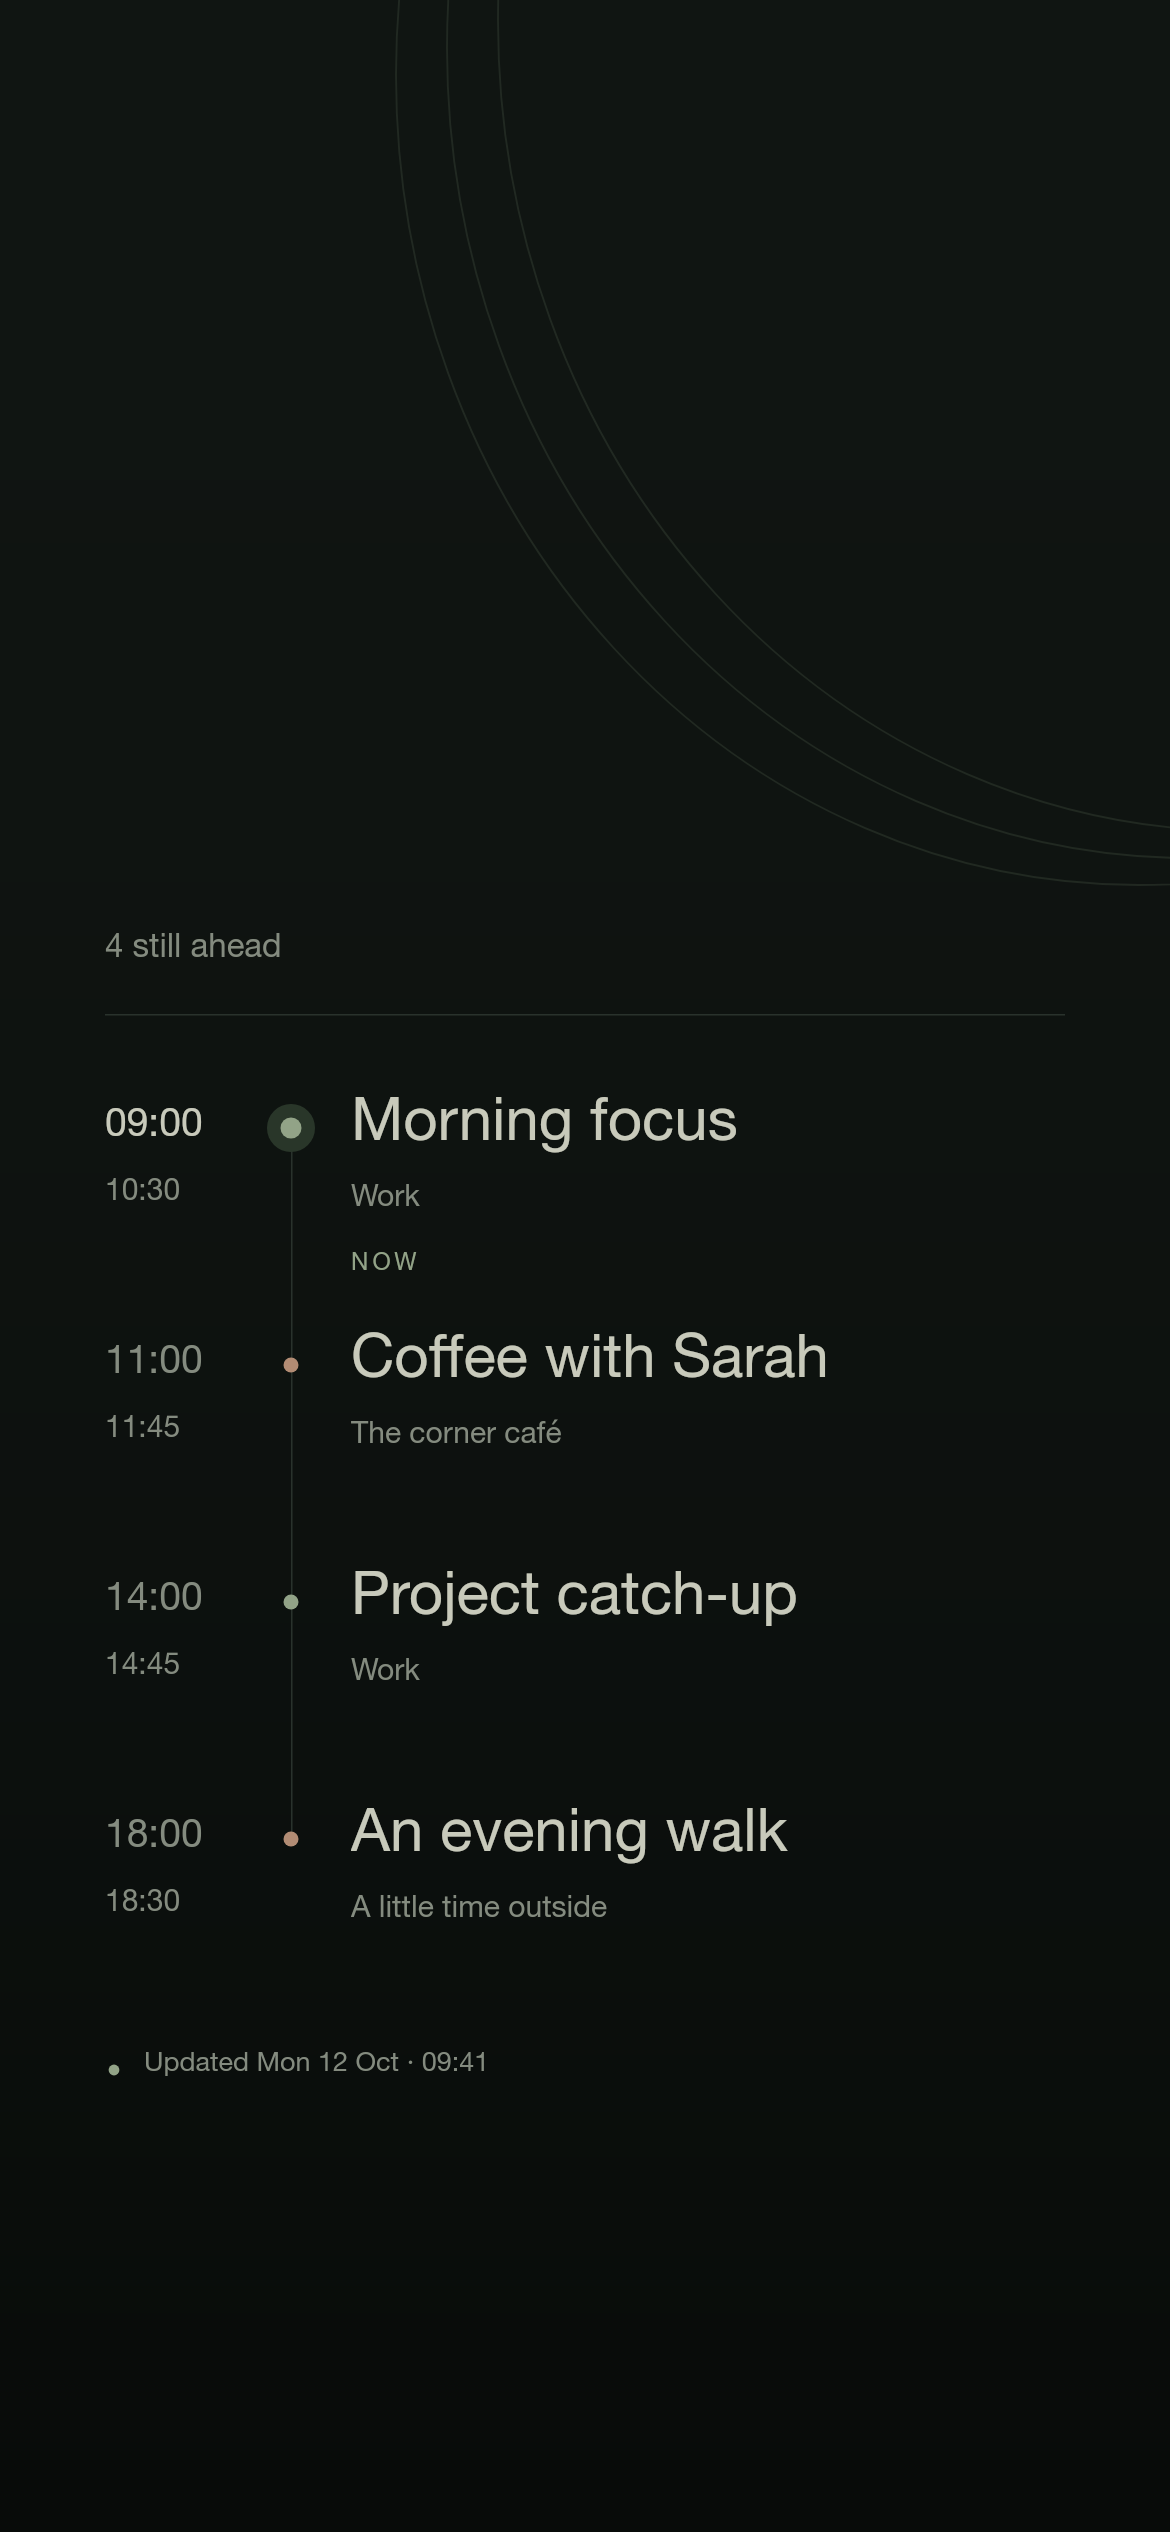 4 still ahead
09:00 Morning focus
10:30 Work
NOW
11:00 Coffee with Sarah
11:45 The corner café
14:00 Project catch-up
14:45 Work
18:00 An evening walk
18:30 A little time outside
Updated Mon 12 Oct · 09:41